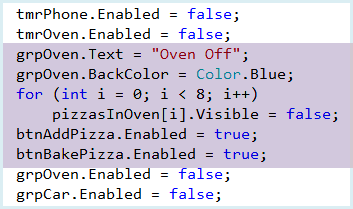 tmrPhone.Enabled = false;
tmrOven.Enabled = false;
grpOven.Text = "Oven Off";
grpOven.BackColor = Color.Blue;
for (int i = 0; i < 8; i++)
    pizzasInOven[i].Visible = false;
btnAddPizza.Enabled = true;
btnBakePizza.Enabled = true;
grpOven.Enabled = false;
grpCar.Enabled = false;